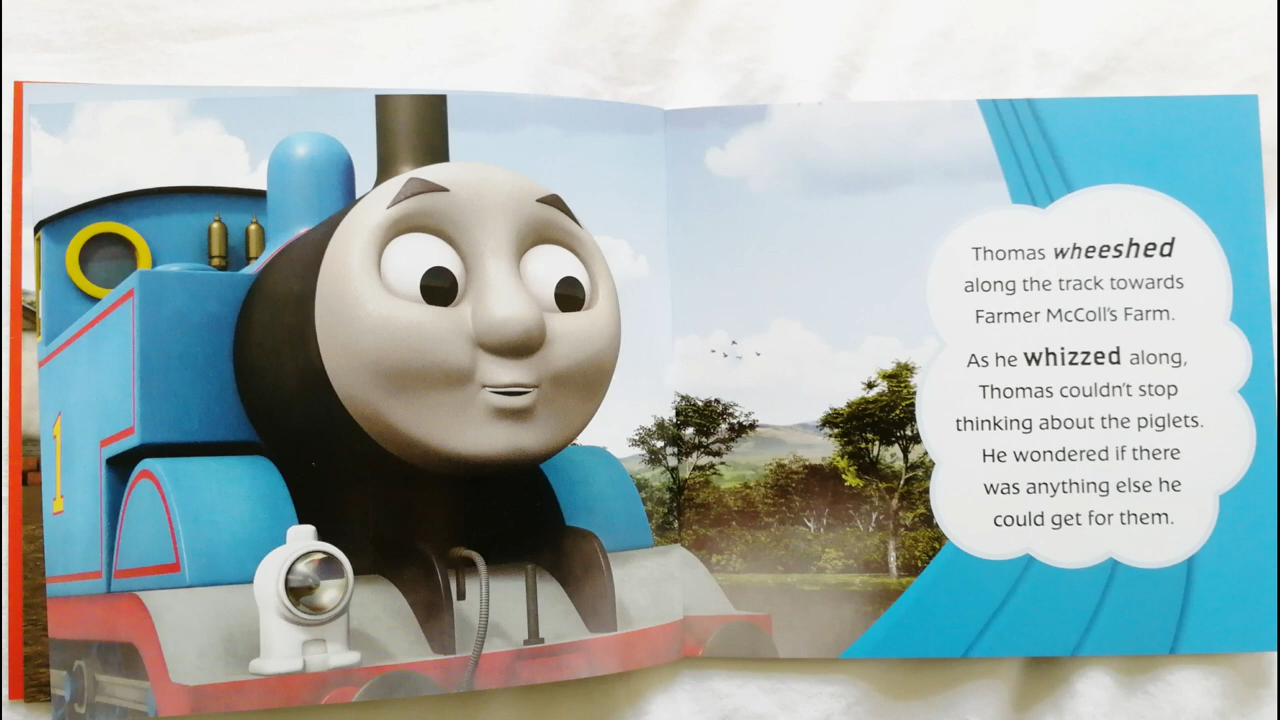 1
Thomas wheeshed
along the track towards
Farmer McColl's Farm.
As he whizzed along,
Thomas couldn't stop
thinking about the piglets.
He wondered if there
was anything else he
could get for them.